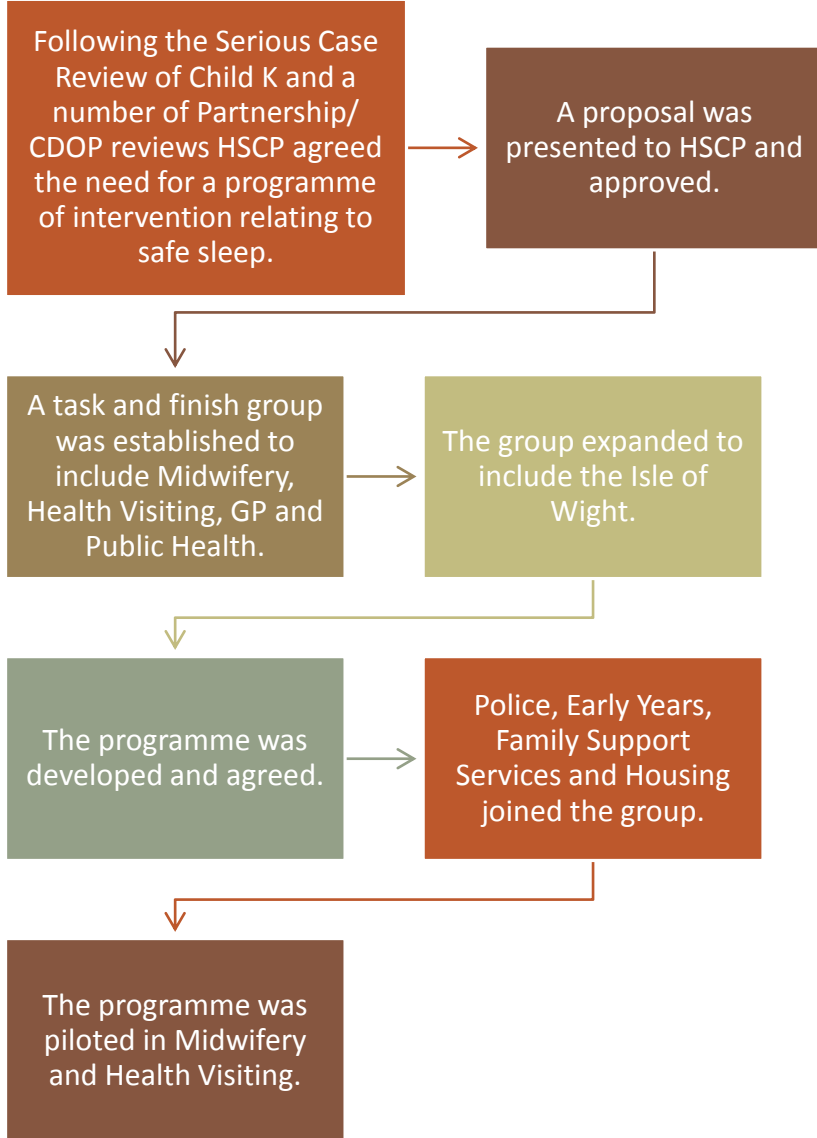 Following the Serious Case
Review of Child K and a
number of Partnership/
CDOP reviews HSCP agreed
the need for a programme
of intervention relating to
safe sleep.
A proposal was
presented to HSCP and
approved.
A task and finish group
was established to
include Midwifery,
Health Visiting, GP and
Public Health.
The group expanded to
include the Isle of
Wight.
The programme was
developed and agreed.
Police, Early Years,
Family Support
Services and Housing
joined the group.
The programme was
piloted in Midwifery
and Health Visiting.